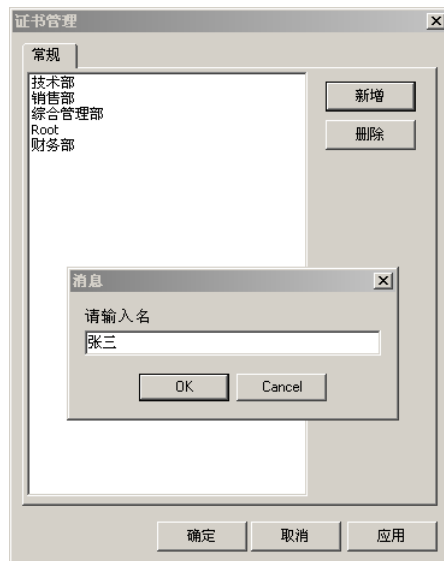 证书管理
常规
技术部
销售部
综合管理部
Root
财务部
新增
删除
消息
请输入名
张三
OK
Cancel
确定
取消
应用